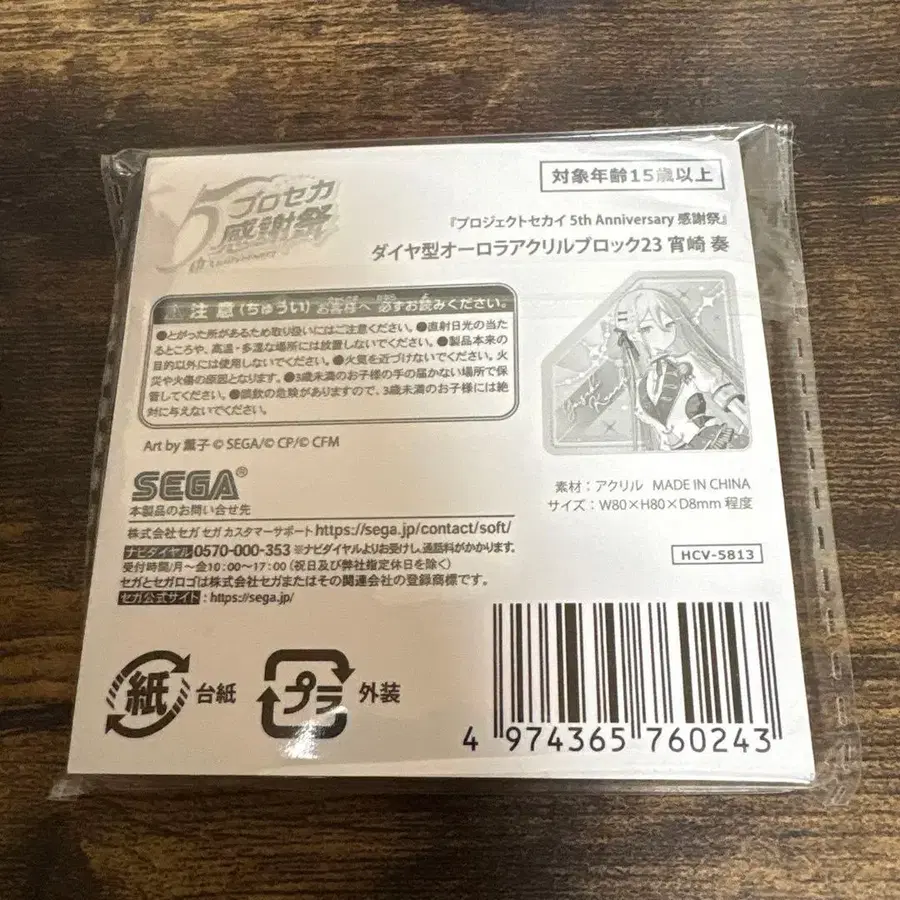 5
プロセカ
感謝祭
th ANNIVERSARY
対象年齢15歳以上
『プロジェクトセカイ 5th Anniversary 感謝祭』
ダイヤ型オーロラアクリルブロック23 宵崎 奏
注意(ちゅうい) お客様へ 必ずお読みください。
●とがった所があるため取り扱いにはご注意ください。●直射日光の当た
るところや、高温・多湿な場所には放置しないでください。●製品本来の
目的以外には使用しないでください。●火気を近づけないでください。火
災や火傷の原因となります。●3歳未満のお子様の手の届かない場所で保
管してください。●誤飲の危険がありますので、3歳未満のお子様には絶
対に与えないでください。
Yoisaki
Kanade
Art by 薫子 © SEGA/© CP/© CFM
SEGA®
本製品のお問い合せ先
株式会社セガ セガ カスタマーサポート https://sega.jp/contact/soft/
ナビダイヤル 0570-000-353 ※ナビダイヤルよりお受けし、通話料がかかります。
受付時間/月〜金10:00〜17:00 (祝日及び弊社指定休日を除く)
セガとセガロゴは株式会社セガまたはその関連会社の登録商標です。
セガ公式サイト : https://sega.jp/
素材:アクリル MADE IN CHINA
サイズ:W80×H80×D8mm 程度
HCV-5813
紙 台紙
プラ 外装
4 974365 760243